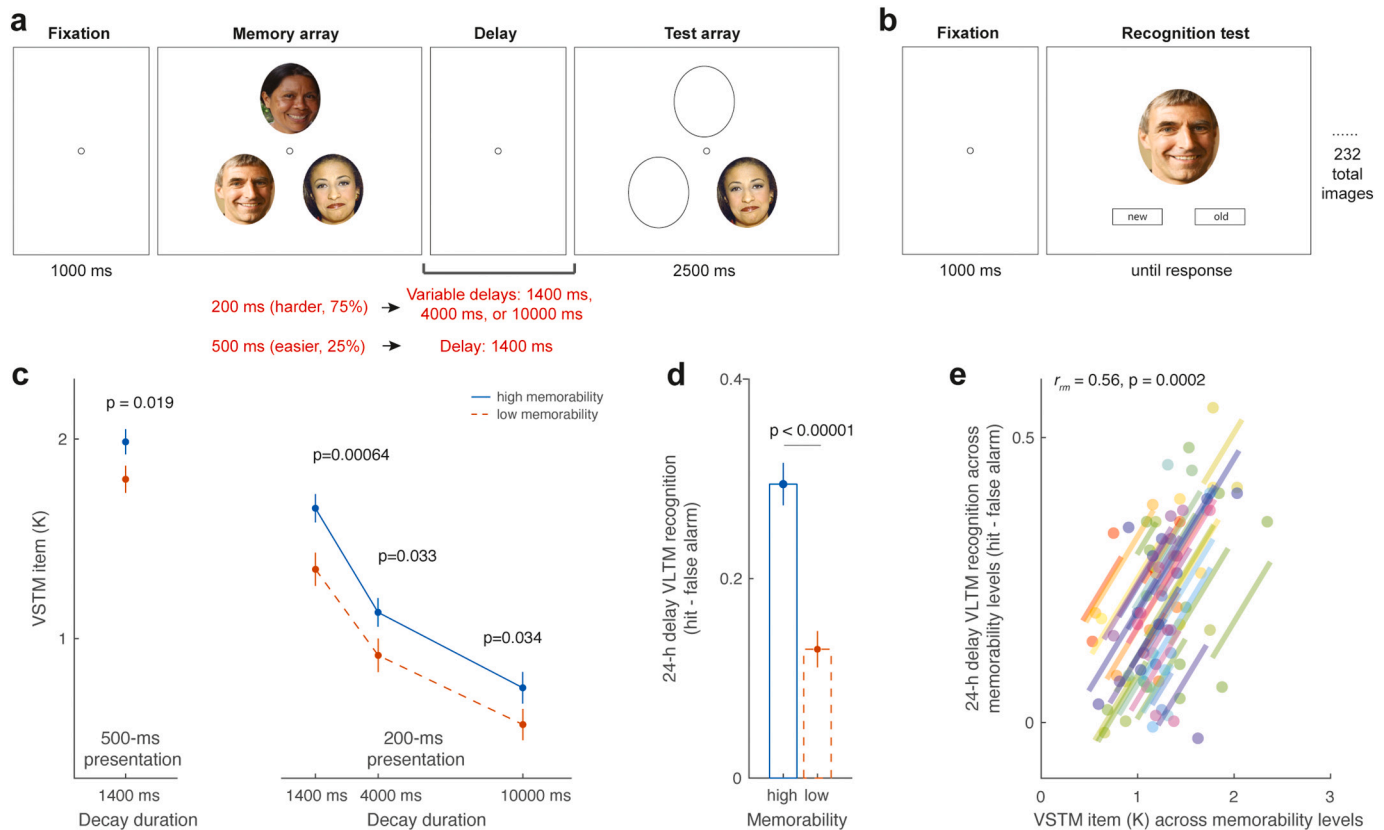 a
Fixation
Memory array
Delay
Test array
1000 ms
2500 ms
200 ms (harder, 75%)
Variable delays: 1400 ms,
4000 ms, or 10000 ms
500 ms (easier, 25%)
Delay: 1400 ms
b
Fixation
Recognition test
new
old
......
232
total
images
1000 ms
until response
c
VSTM item (K)
2
1
p = 0.019
high memorability
low memorability
p=0.00064
p=0.033
p=0.034
500-ms
presentation
200-ms
presentation
1400 ms
Decay duration
1400 ms
4000 ms
10000 ms
Decay duration
d
24-h delay VLTM recognition
(hit - false alarm)
0.4
0.2
0
p < 0.00001
high
low
Memorability
e
rrm = 0.56, p = 0.0002
24-h delay VLTM recognition across
memorability levels (hit - false alarm)
0.5
0
0
1
2
3
VSTM item (K) across memorability levels